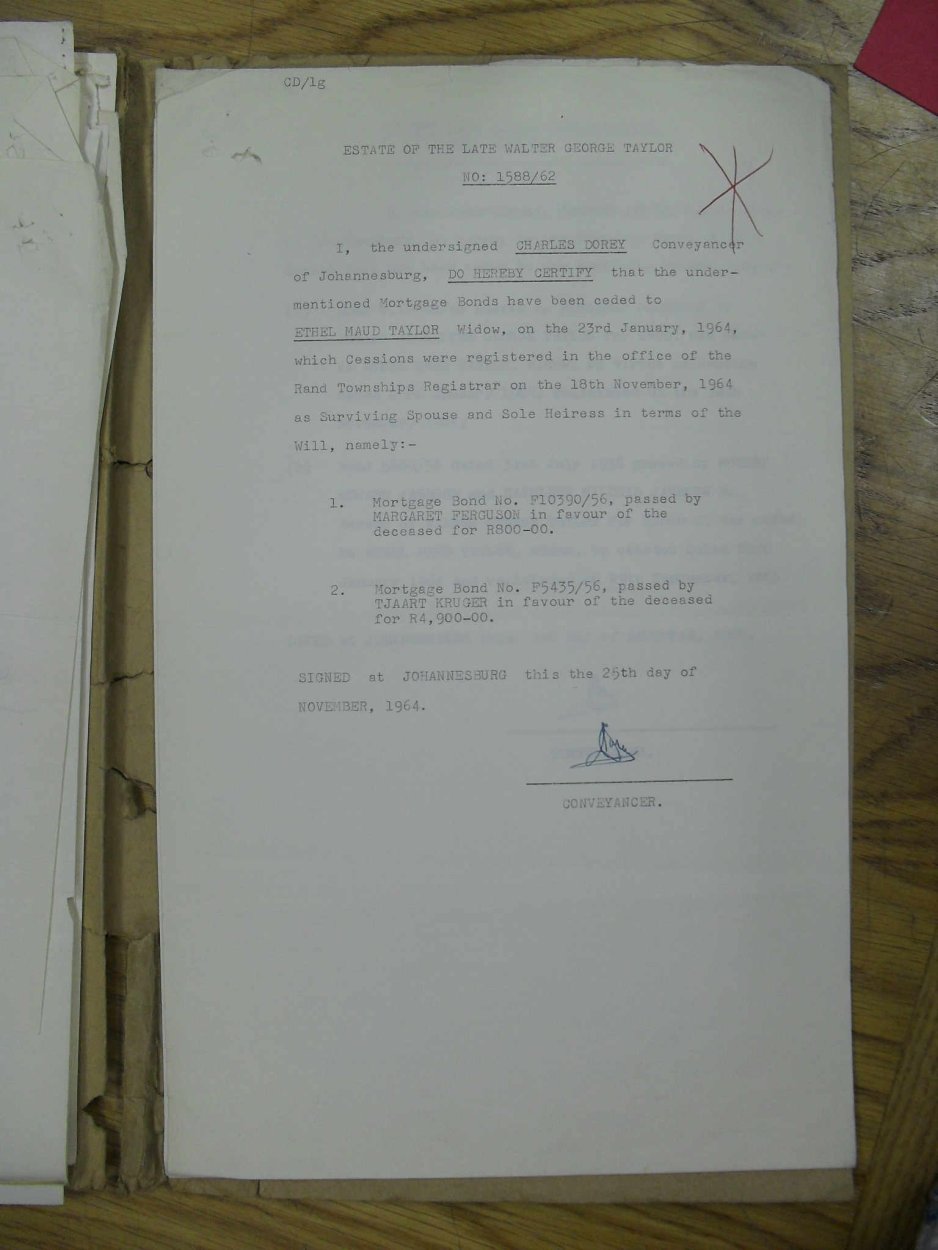 CD/lg
ESTATE OF THE LATE WALTER GEORGE TAYLOR
NO: 1588/62
I, the undersigned CHARLES DOREY Conveyancer
of Johannesburg, DO HEREBY CERTIFY that the under-
mentioned Mortgage Bonds have been ceded to
ETHEL MAUD TAYLOR Widow, on the 23rd January, 1964,
which Cessions were registered in the office of the
Rand Townships Registrar on the 18th November, 1964
as Surviving Spouse and Sole Heiress in terms of the
Will, namely:-
1. Mortgage Bond No. F10390/56, passed by
MARGARET FERGUSON in favour of the
deceased for R800-00.
2. Mortgage Bond No. F5435/56, passed by
TJAART KRUGER in favour of the deceased
for R4,900-00.
SIGNED at JOHANNESBURG this the 25th day of
NOVEMBER, 1964.
CONVEYANCER.